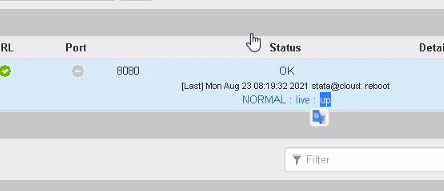 RL Port Status Detai
8080 OK
[Last] Mon Aug 23 08:19:32 2021 stats@cloud: reboot
NORMAL : live : up
Filter